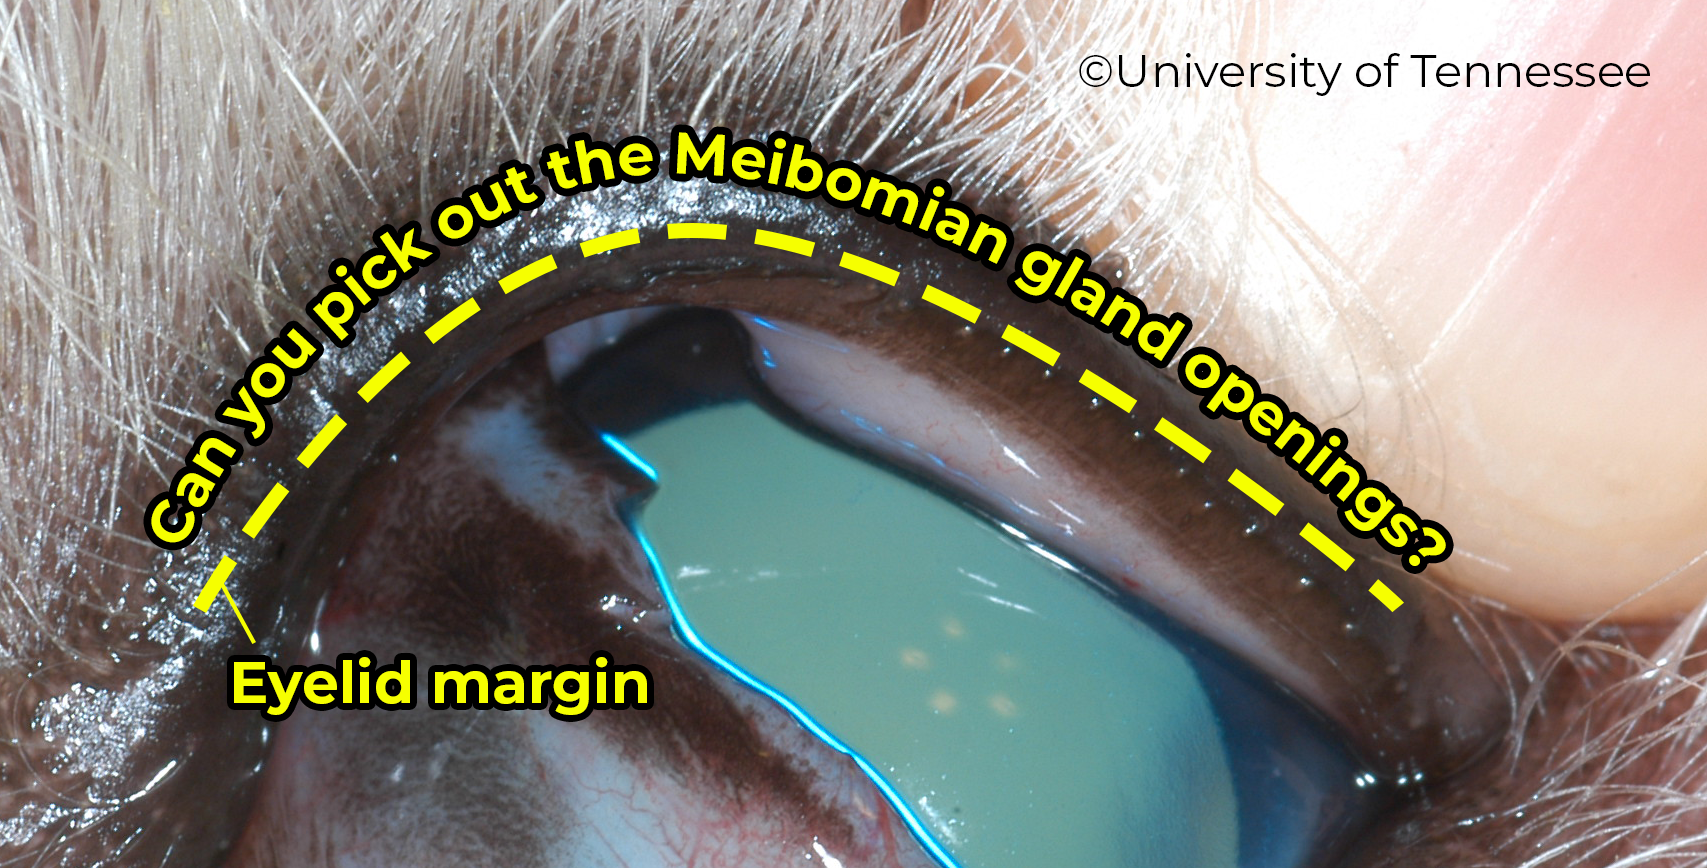 ©University of Tennessee
Can you pick out the Meibomian gland openings?
Eyelid margin